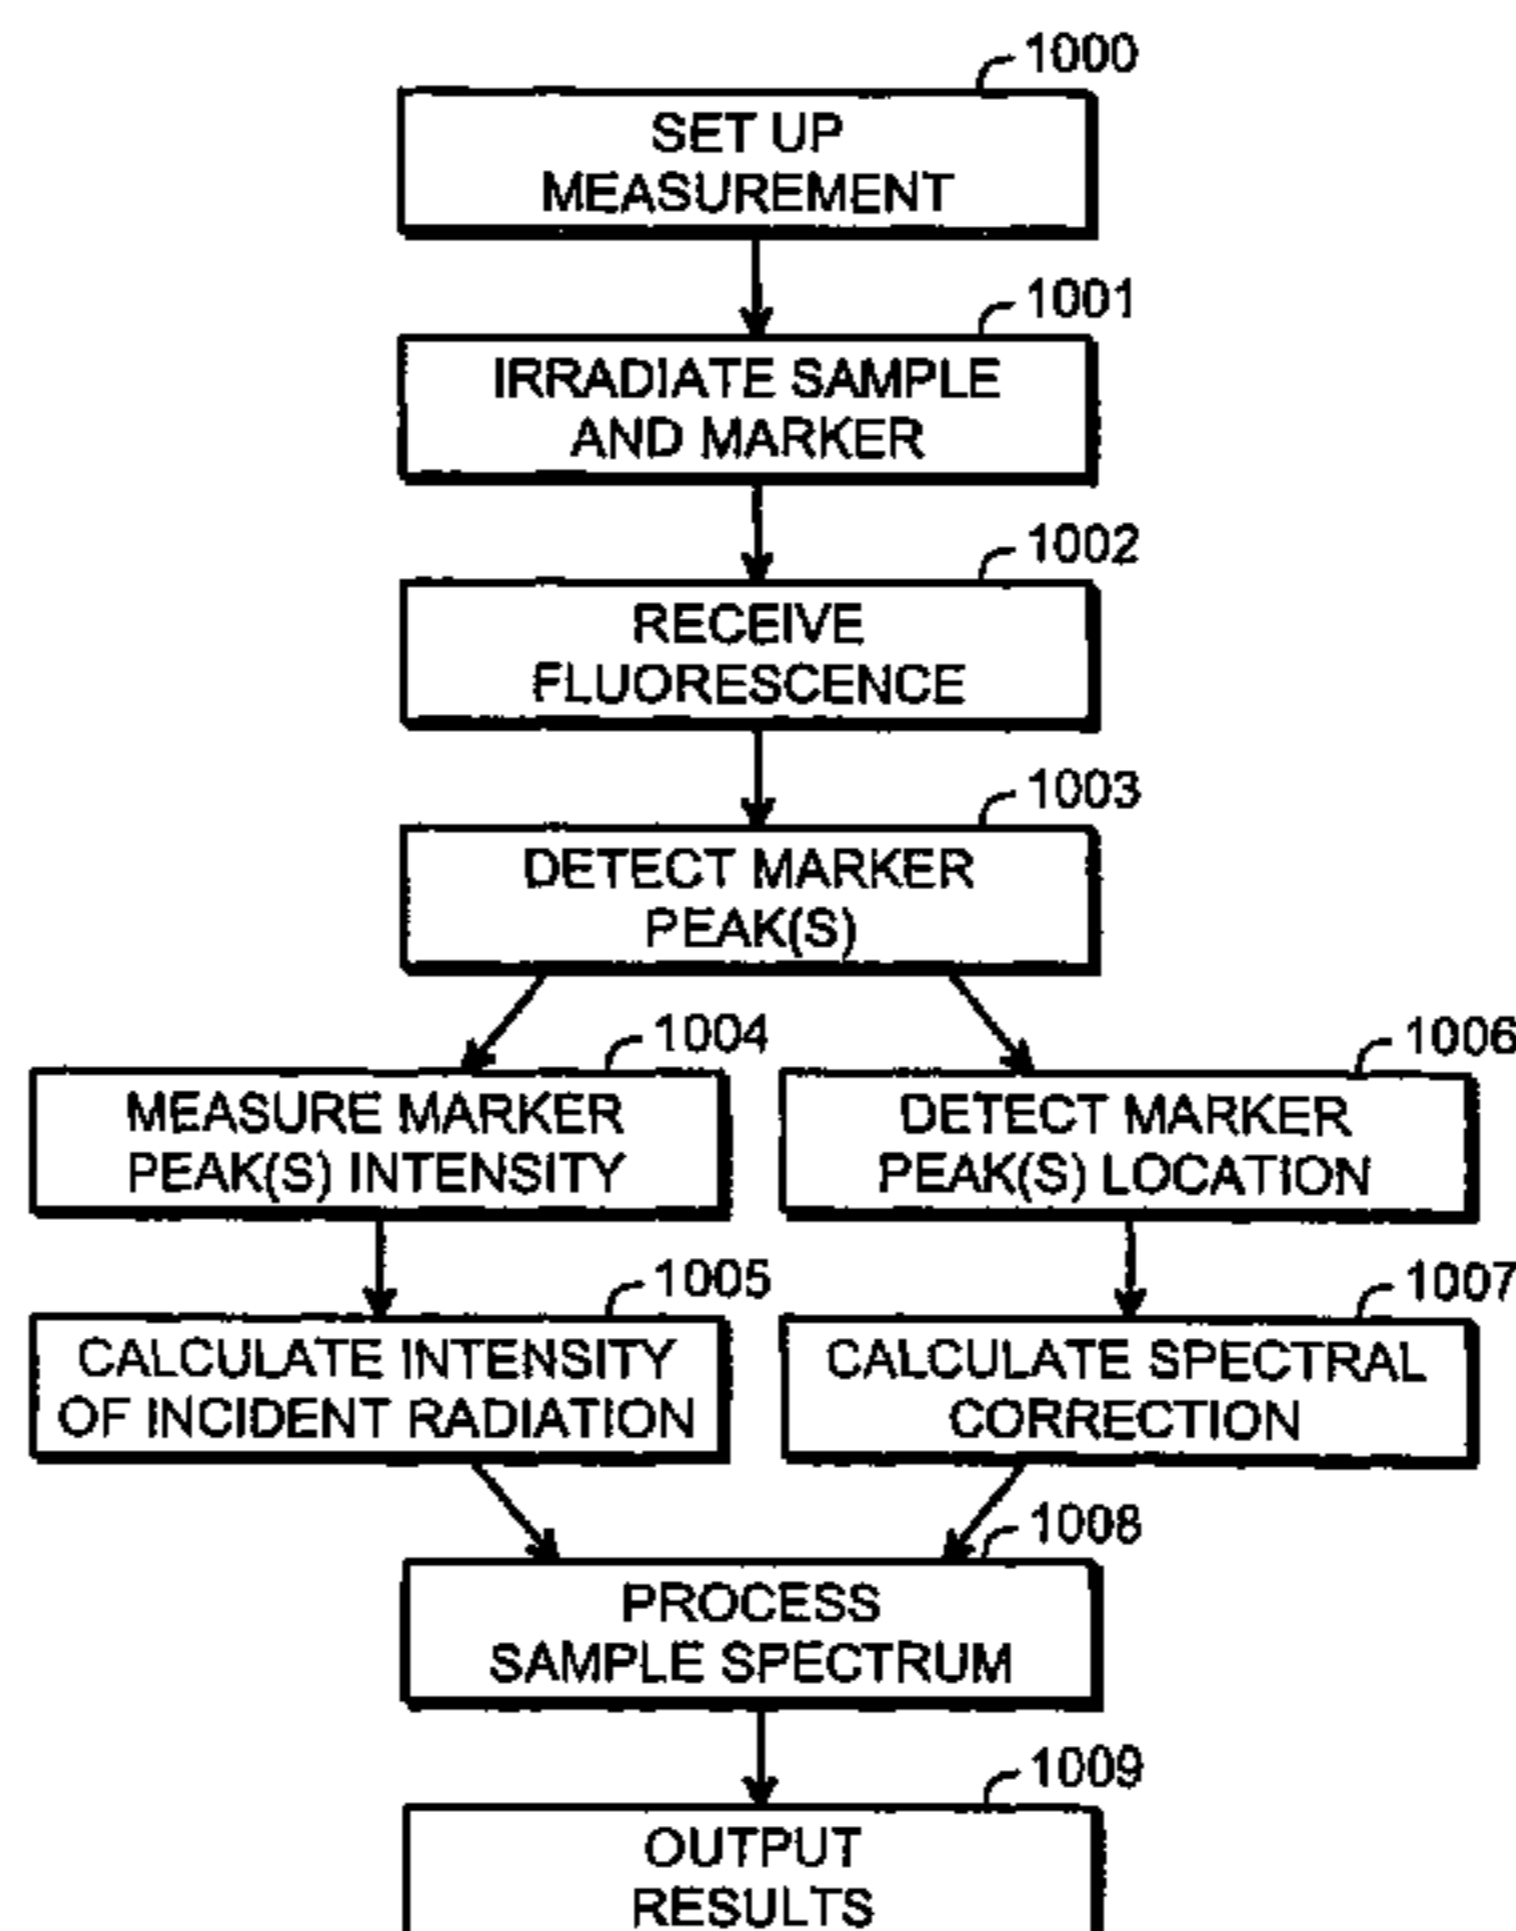 1000
SET UP
MEASUREMENT
1001
IRRADIATE SAMPLE
AND MARKER
1002
RECEIVE
FLUORESCENCE
1003
DETECT MARKER
PEAK(S)
1004
MEASURE MARKER
PEAK(S) INTENSITY
1006
DETECT MARKER
PEAK(S) LOCATION
1005
CALCULATE INTENSITY
OF INCIDENT RADIATION
1007
CALCULATE SPECTRAL
CORRECTION
1008
PROCESS
SAMPLE SPECTRUM
1009
OUTPUT
RESULTS